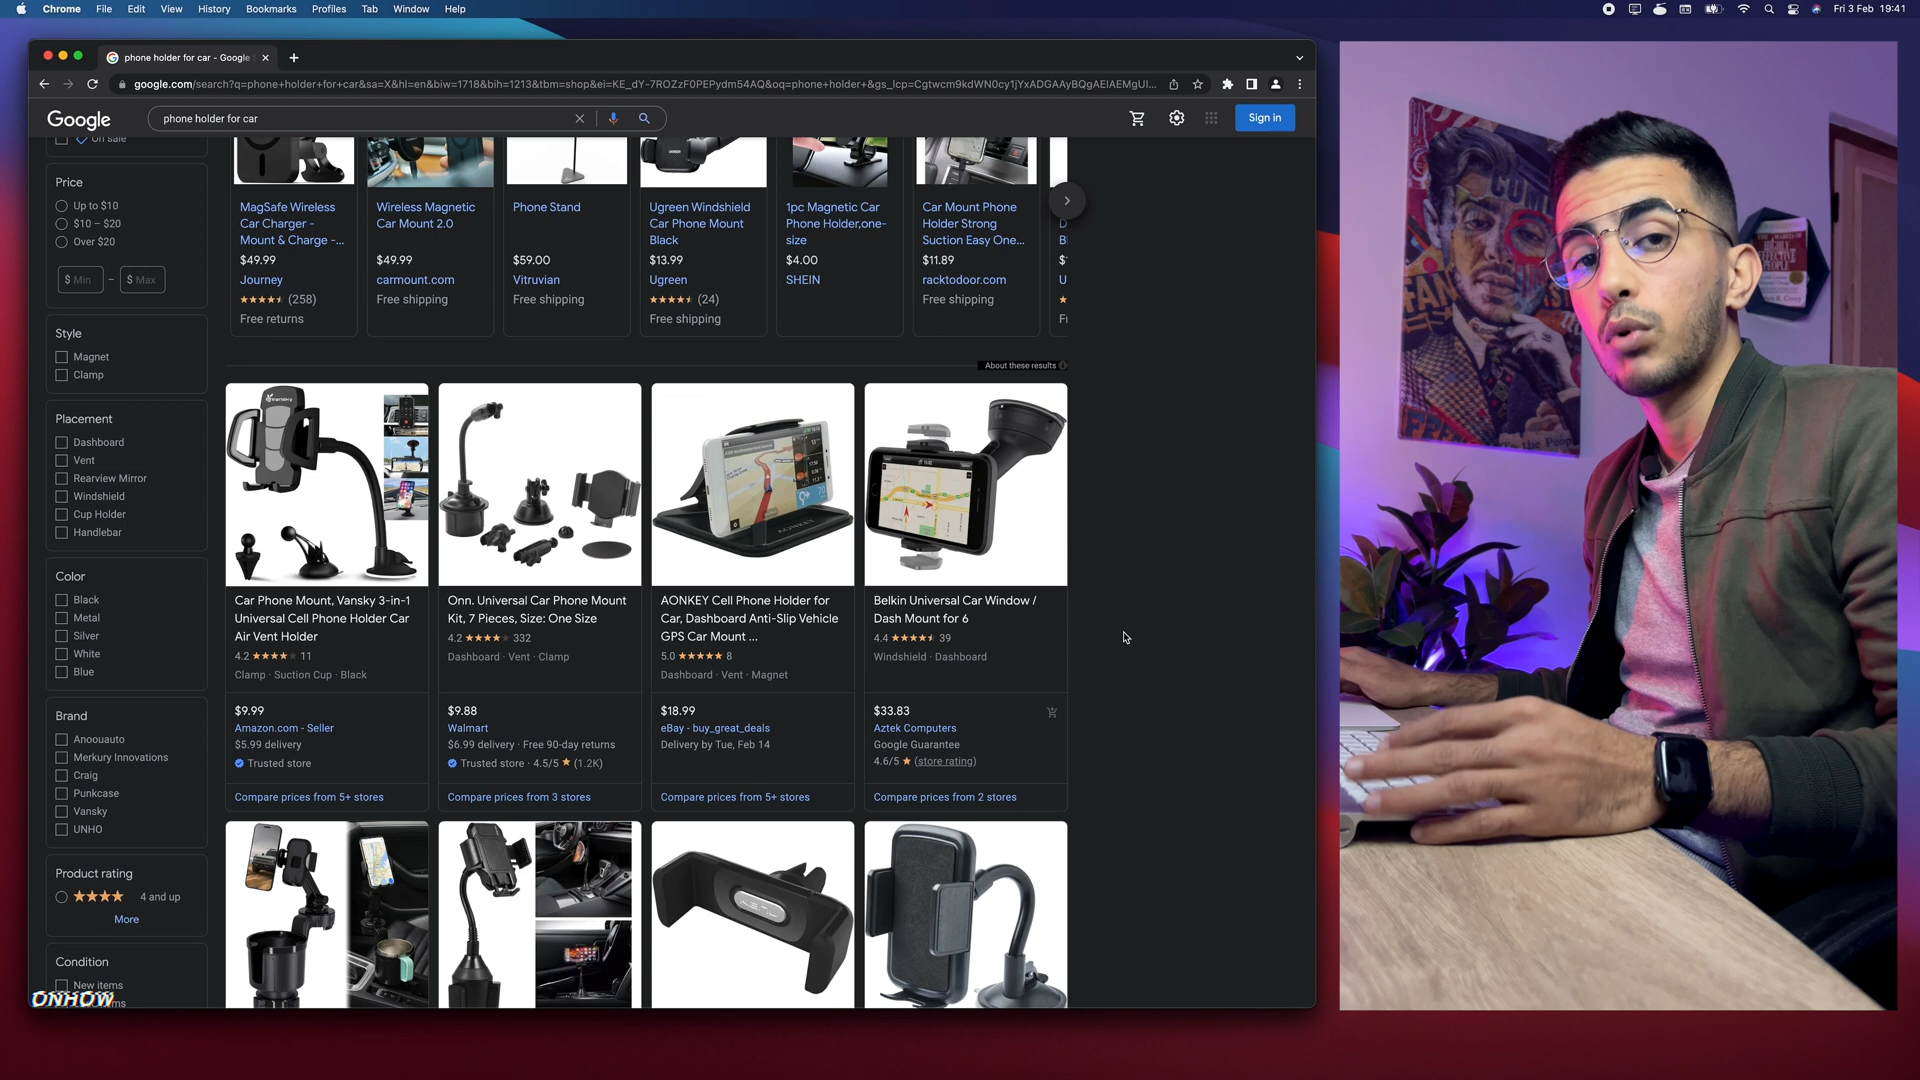 Chrome File Edit View History Bookmarks Profiles Tab Window Help
Fri 3 Feb 19:41
phone holder for car - Google
google.com/search?q=phone+holder+for+car&sa=X&hl=en&biw=1718&bih=1213&tbm=shop&ei=KE_dY-7ROZzF0PEPydm54AQ&oq=phone+holder+&gs_lcp=Cgtwcm9kdWN0cy1jYxADGAAyBQgAEIAEMgUI...
Google
phone holder for car
Sign in
On sale
Price
Up to $10
$10 – $20
Over $20
$ Min – $ Max
Style
Magnet
Clamp
Placement
Dashboard
Vent
Rearview Mirror
Windshield
Cup Holder
Handlebar
Color
Black
Metal
Silver
White
Blue
Brand
Anoouauto
Merkury Innovations
Craig
Punkcase
Vansky
UNHO
Product rating
4 and up
More
Condition
New items
ONHOW
MagSafe Wireless
Car Charger -
Mount & Charge -...
$49.99
Journey
(258)
Free returns
Wireless Magnetic
Car Mount 2.0
$49.99
carmount.com
Free shipping
Phone Stand
$59.00
Vitruvian
Free shipping
Ugreen Windshield
Car Phone Mount
Black
$13.99
Ugreen
(24)
Free shipping
1pc Magnetic Car
Phone Holder,one-
size
$4.00
SHEIN
Car Mount Phone
Holder Strong
Suction Easy One...
$11.89
racktodoor.com
Free shipping
About these results
Car Phone Mount, Vansky 3-in-1
Universal Cell Phone Holder Car
Air Vent Holder
4.2 11
Clamp · Suction Cup · Black
$9.99
Amazon.com - Seller
$5.99 delivery
Trusted store
Compare prices from 5+ stores
Onn. Universal Car Phone Mount
Kit, 7 Pieces, Size: One Size
4.2 332
Dashboard · Vent · Clamp
$9.88
Walmart
$6.99 delivery · Free 90-day returns
Trusted store · 4.5/5 (1.2K)
Compare prices from 3 stores
AONKEY
AONKEY Cell Phone Holder for
Car, Dashboard Anti-Slip Vehicle
GPS Car Mount ...
5.0 8
Dashboard · Vent · Magnet
$18.99
eBay - buy_great_deals
Delivery by Tue, Feb 14
Compare prices from 5+ stores
Belkin Universal Car Window /
Dash Mount for 6
4.4 39
Windshield · Dashboard
$33.83
Aztek Computers
Google Guarantee
4.6/5 (store rating)
Compare prices from 2 stores